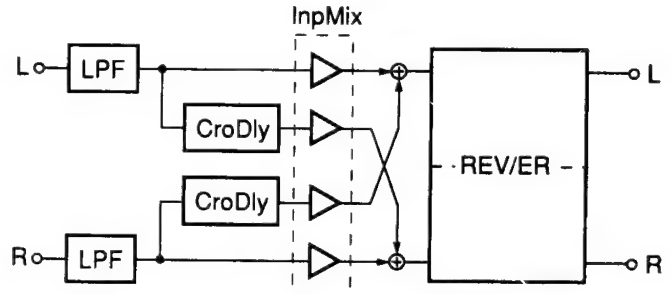 InpMix
L LPF L
CroDly
REV/ER
CroDly
R LPF R